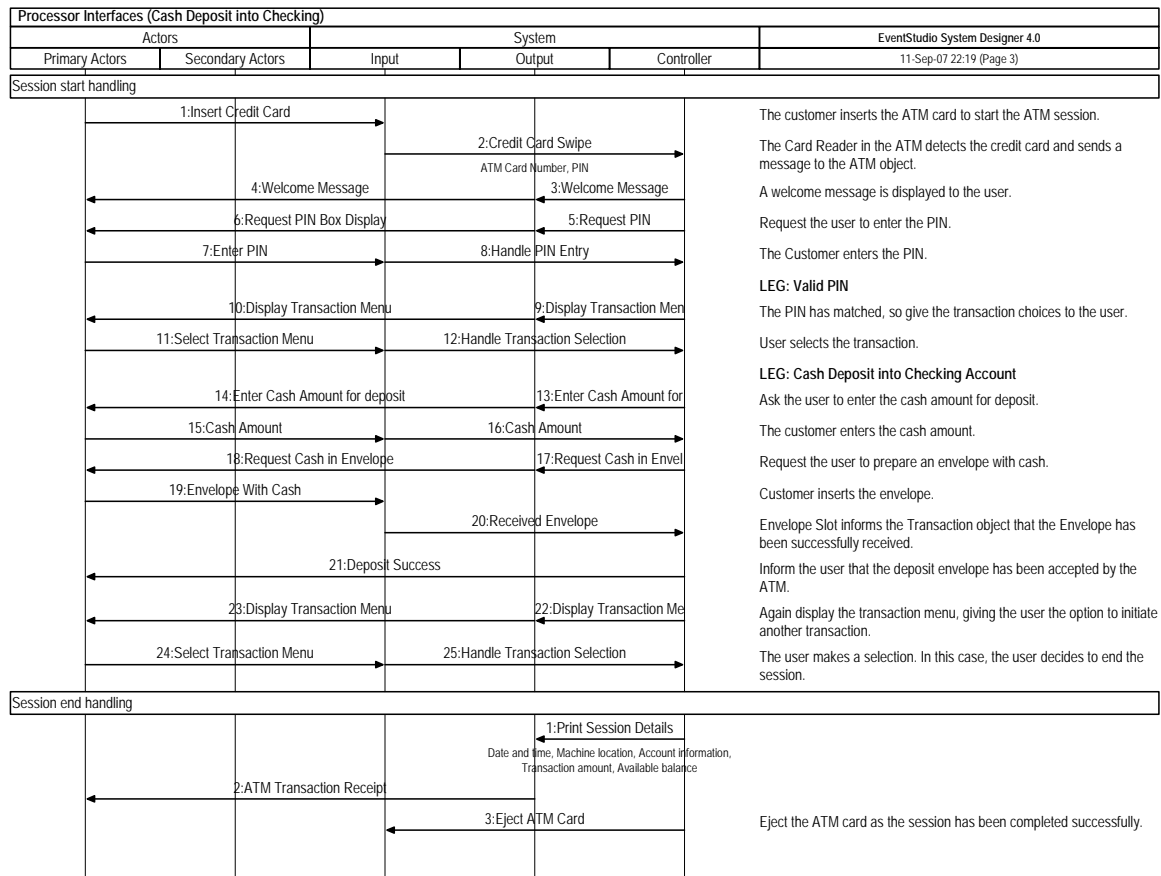 Processor Interfaces (Cash Deposit into Checking)
Actors System EventStudio System Designer 4.0
Primary Actors Secondary Actors Input Output Controller 11-Sep-07 22:19 (Page 3)
Session start handling
1:Insert Credit Card The customer inserts the ATM card to start the ATM session.
2:Credit Card Swipe The Card Reader in the ATM detects the credit card and sends a
ATM Card Number, PIN message to the ATM object.
4:Welcome Message 3:Welcome Message A welcome message is displayed to the user.
6:Request PIN Box Display 5:Request PIN Request the user to enter the PIN.
7:Enter PIN 8:Handle PIN Entry The Customer enters the PIN.
LEG: Valid PIN
10:Display Transaction Menu 9:Display Transaction Men The PIN has matched, so give the transaction choices to the user.
11:Select Transaction Menu 12:Handle Transaction Selection User selects the transaction.
LEG: Cash Deposit into Checking Account
14:Enter Cash Amount for deposit 13:Enter Cash Amount for Ask the user to enter the cash amount for deposit.
15:Cash Amount 16:Cash Amount The customer enters the cash amount.
18:Request Cash in Envelope 17:Request Cash in Envel Request the user to prepare an envelope with cash.
19:Envelope With Cash Customer inserts the envelope.
20:Received Envelope Envelope Slot informs the Transaction object that the Envelope has
been successfully received.
21:Deposit Success Inform the user that the deposit envelope has been accepted by the
ATM.
23:Display Transaction Menu 22:Display Transaction Me Again display the transaction menu, giving the user the option to initiate
another transaction.
24:Select Transaction Menu 25:Handle Transaction Selection The user makes a selection. In this case, the user decides to end the
session.
Session end handling
1:Print Session Details
Date and time, Machine location, Account information,
Transaction amount, Available balance
2:ATM Transaction Receipt
3:Eject ATM Card Eject the ATM card as the session has been completed successfully.